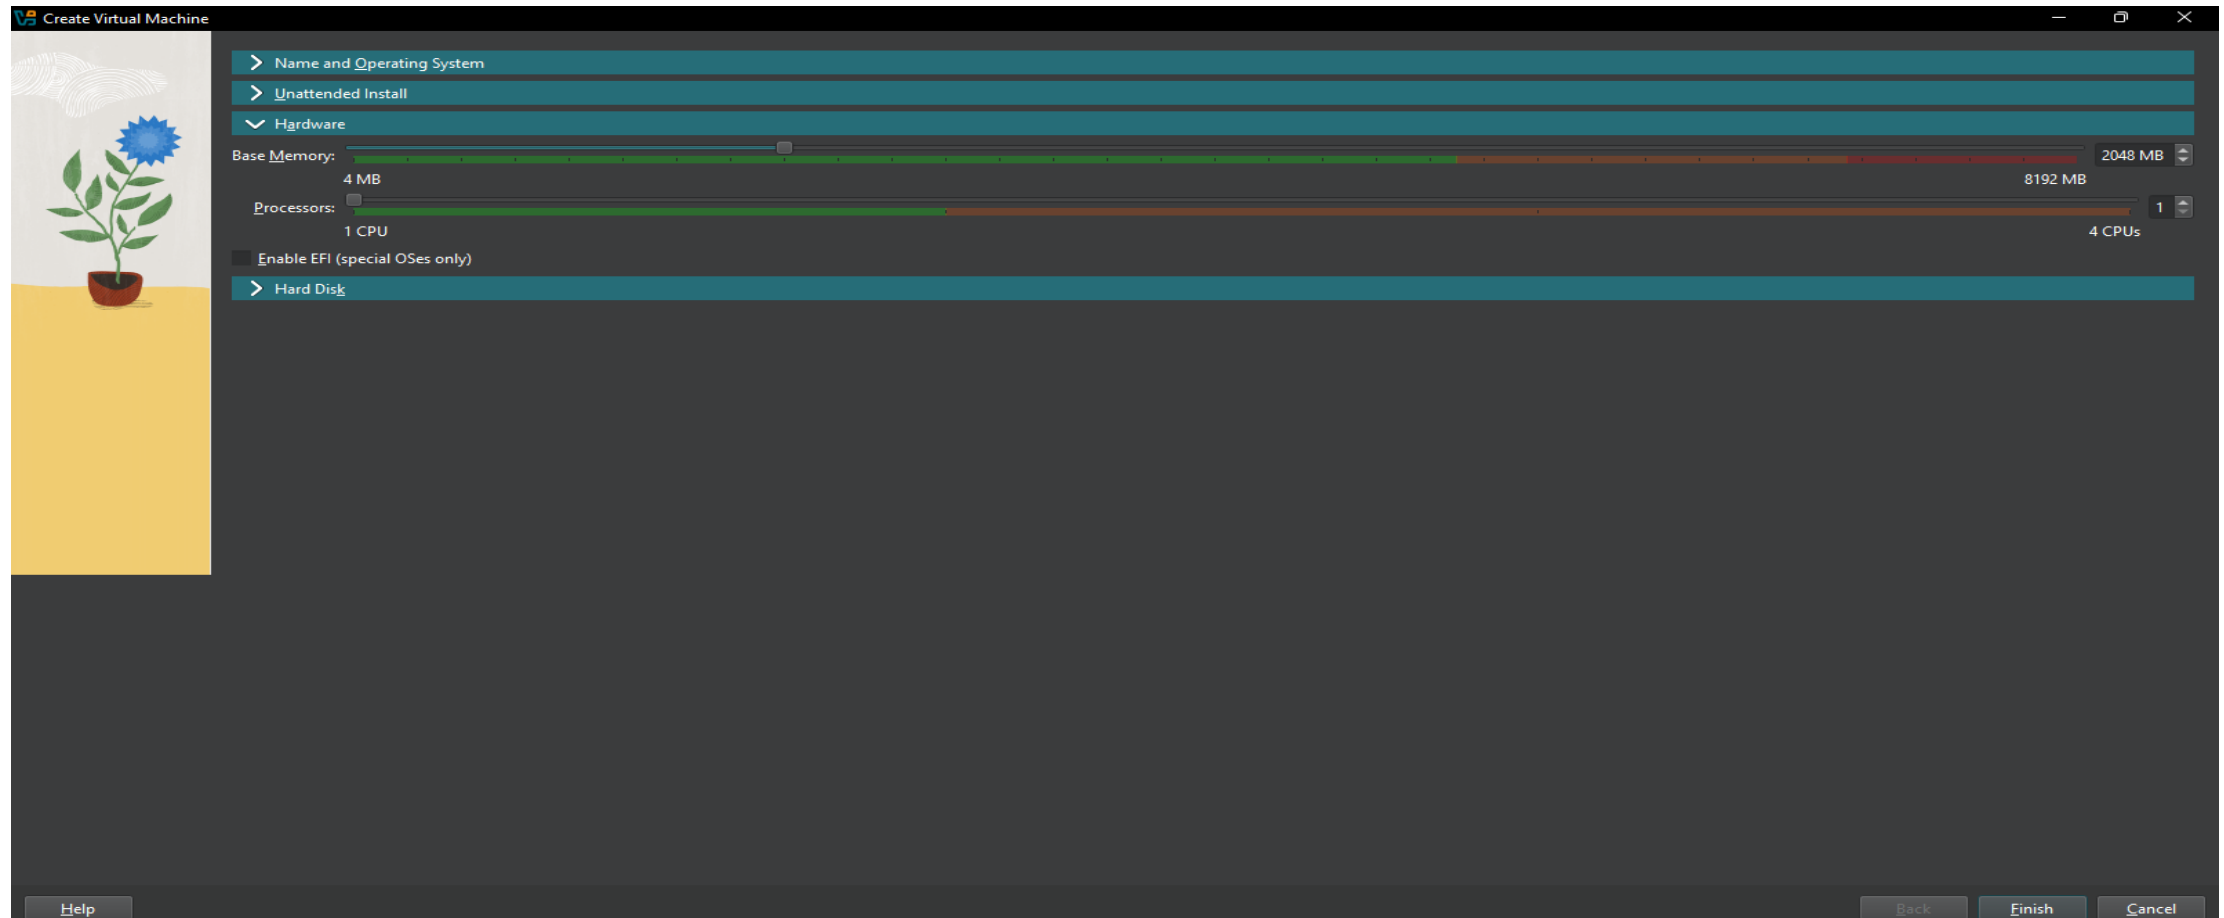 Create Virtual Machine
Name and Operating System
Unattended Install
Hardware
Base Memory: 2048 MB
4 MB 8192 MB
Processors: 1
1 CPU 4 CPUs
Enable EFI (special OSes only)
Hard Disk
Help Back Finish Cancel